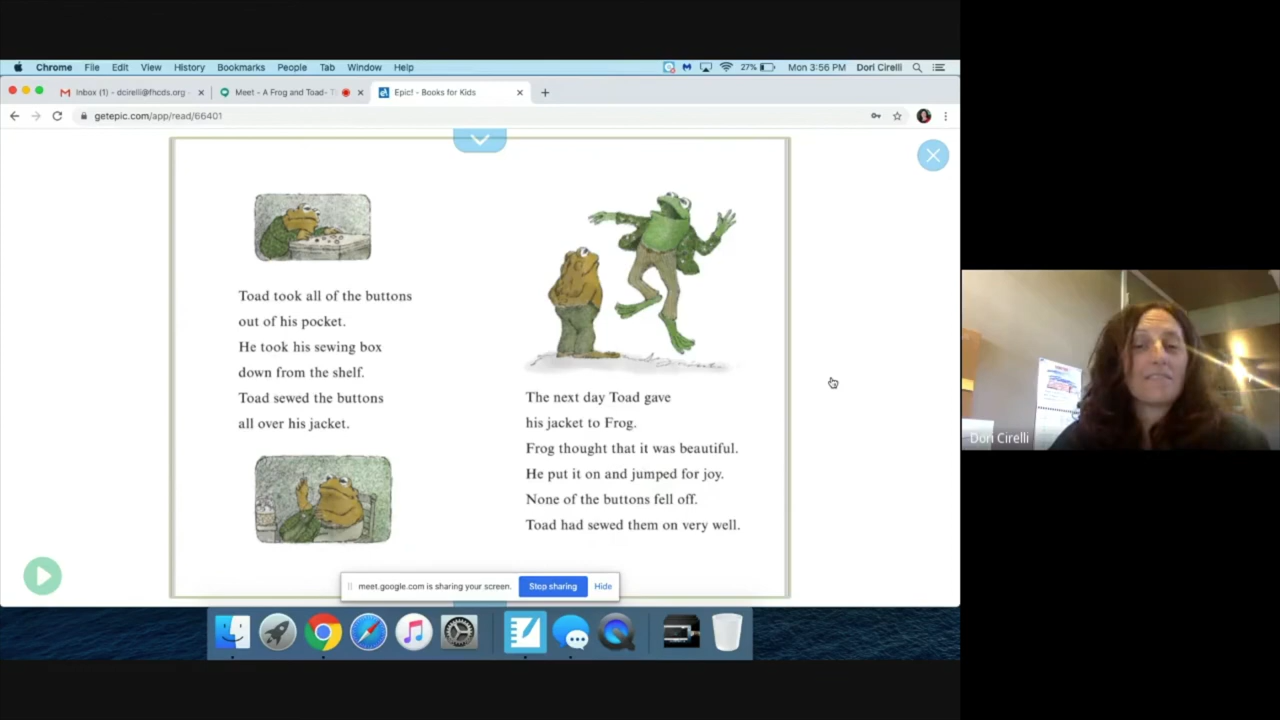 Chrome File Edit View History Bookmarks People Tab Window Help 27% Mon 3:56 PM Dori Cirelli
Inbox (1) - dcirelli@fhcds.org - Meet - A Frog and Toad- T Epic! - Books for Kids
getepic.com/app/read/66401
Toad took all of the buttons
out of his pocket.
He took his sewing box
down from the shelf.
Toad sewed the buttons
all over his jacket.
The next day Toad gave
his jacket to Frog.
Frog thought that it was beautiful.
He put it on and jumped for joy.
None of the buttons fell off.
Toad had sewed them on very well.
meet.google.com is sharing your screen. Stop sharing Hide
Dori Cirelli